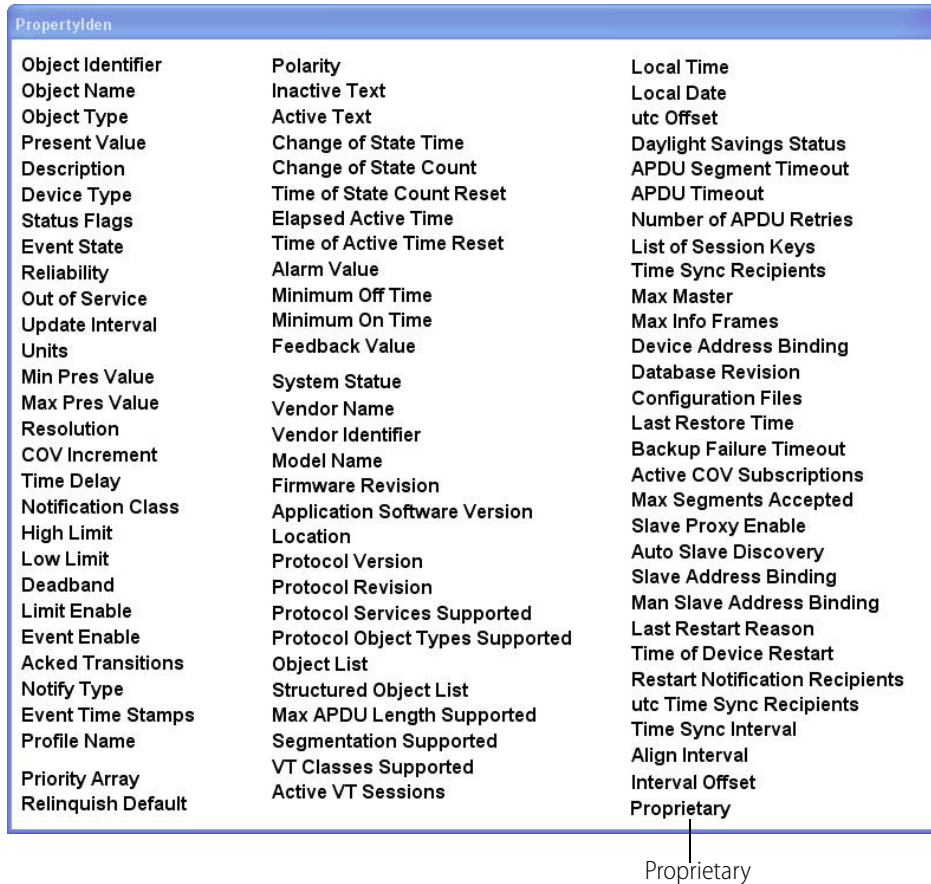 PropertyIden
Object Identifier
Object Name
Object Type
Present Value
Description
Device Type
Status Flags
Event State
Reliability
Out of Service
Update Interval
Units
Min Pres Value
Max Pres Value
Resolution
COV Increment
Time Delay
Notification Class
High Limit
Low Limit
Deadband
Limit Enable
Event Enable
Acked Transitions
Notify Type
Event Time Stamps
Profile Name
Priority Array
Relinquish Default
Polarity
Inactive Text
Active Text
Change of State Time
Change of State Count
Time of State Count Reset
Elapsed Active Time
Time of Active Time Reset
Alarm Value
Minimum Off Time
Minimum On Time
Feedback Value
System Statue
Vendor Name
Vendor Identifier
Model Name
Firmware Revision
Application Software Version
Location
Protocol Version
Protocol Revision
Protocol Services Supported
Protocol Object Types Supported
Object List
Structured Object List
Max APDU Length Supported
Segmentation Supported
VT Classes Supported
Active VT Sessions
Local Time
Local Date
utc Offset
Daylight Savings Status
APDU Segment Timeout
APDU Timeout
Number of APDU Retries
List of Session Keys
Time Sync Recipients
Max Master
Max Info Frames
Device Address Binding
Database Revision
Configuration Files
Last Restore Time
Backup Failure Timeout
Active COV Subscriptions
Max Segments Accepted
Slave Proxy Enable
Auto Slave Discovery
Slave Address Binding
Man Slave Address Binding
Last Restart Reason
Time of Device Restart
Restart Notification Recipients
utc Time Sync Recipients
Time Sync Interval
Align Interval
Interval Offset
Proprietary
Proprietary